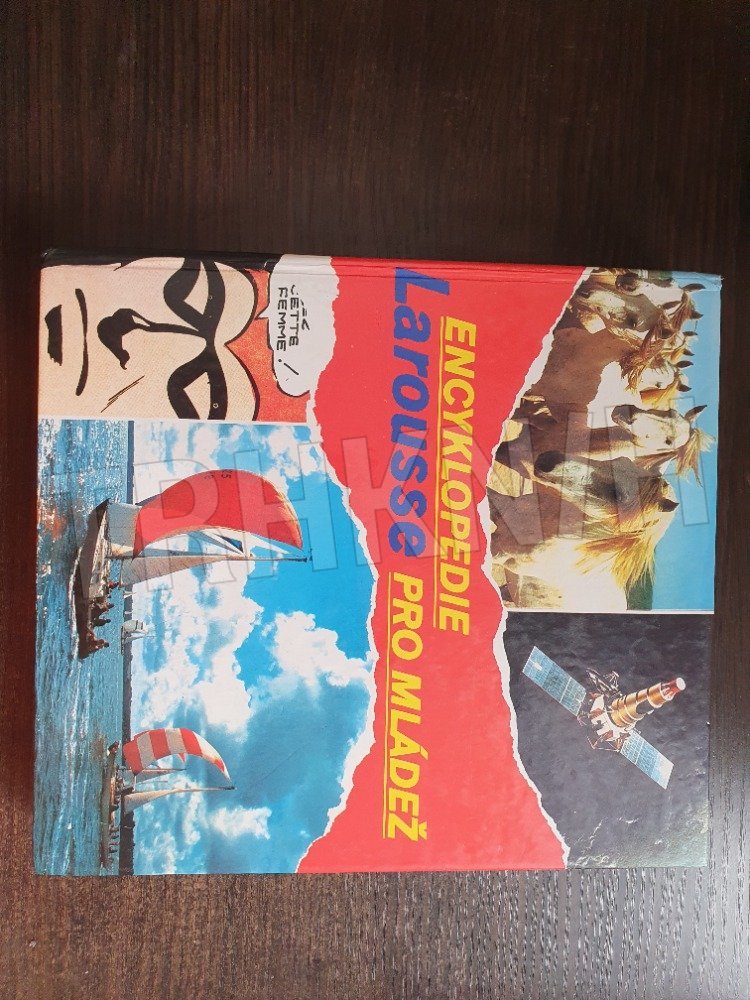 ENCYKLOPEDIE
Larousse PRO MLÁDEŽ
CETTE
FEMME!